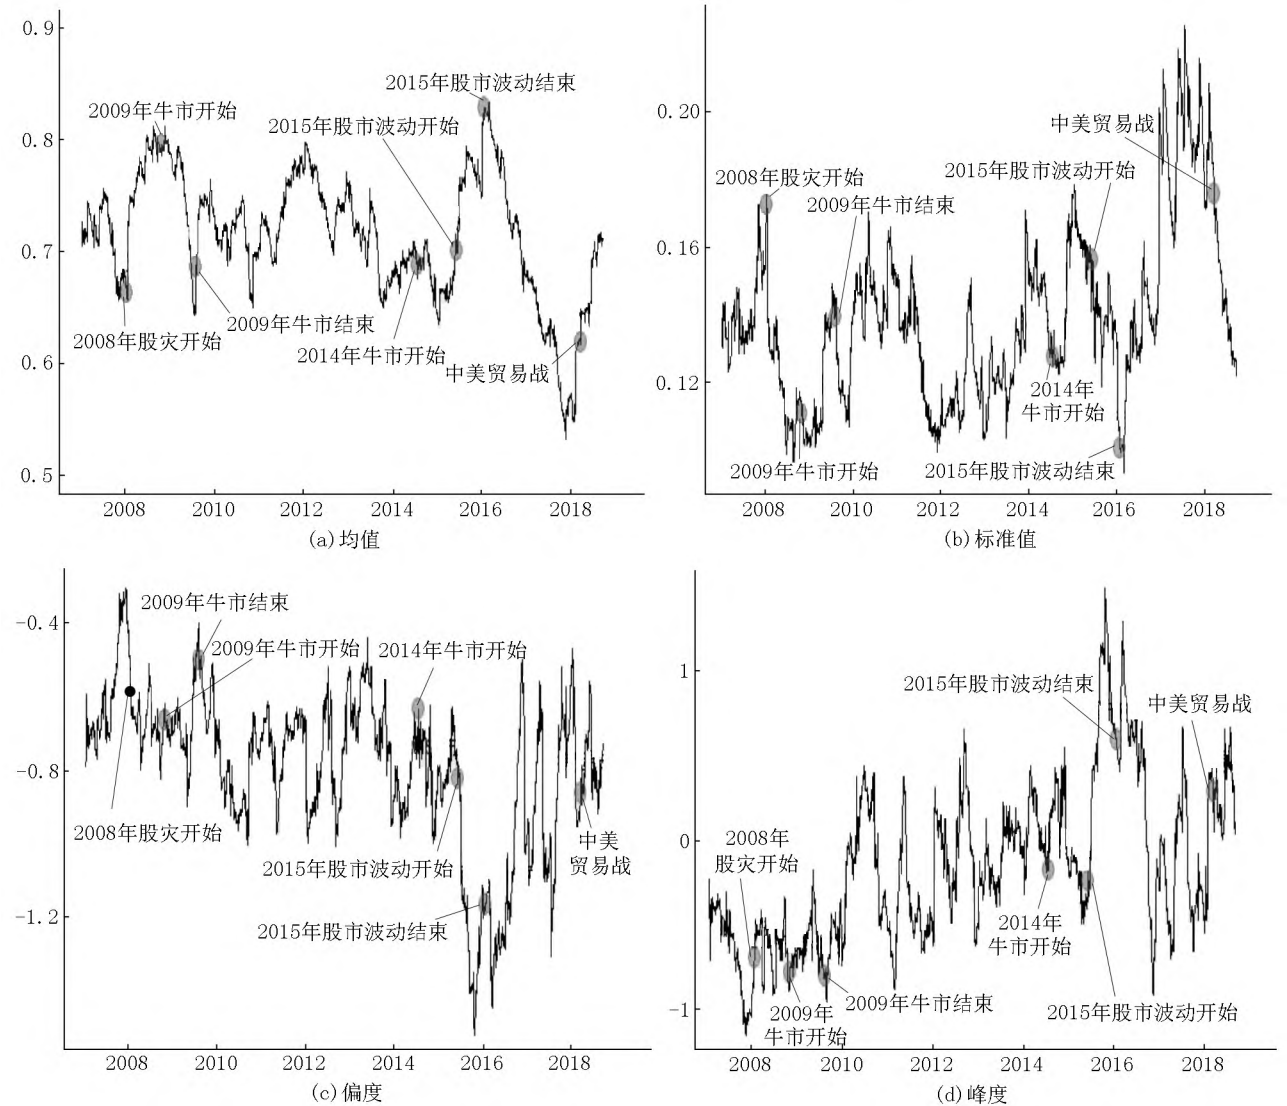 0.9
0.8
0.7
0.6
0.5
2015年股市波动结束
2009年牛市开始
2015年股市波动开始
2009年牛市结束
2008年股灾开始
2014年牛市开始
中美贸易战
2008
2010
2012
2014
2016
2018
(a)均值
0.20
0.16
0.12
中美贸易战
2015年股市波动开始
2008年股灾开始
2009年牛市结束
2014年
牛市开始
2009年牛市开始
2015年股市波动结束
2008
2010
2012
2014
2016
2018
(b)标准值
-0.4
-0.8
-1.2
2009年牛市结束
2009年牛市开始
2014年牛市开始
2008年股灾开始
中美
贸易战
2015年股市波动开始
2015年股市波动结束
2008
2010
2012
2014
2016
2018
(c)偏度
1
0
-1
2015年股市波动结束
中美贸易战
2008年
股灾开始
2014年
牛市开始
2009年牛市结束
2009年
牛市开始
2015年股市波动开始
2008
2010
2012
2014
2016
2018
(d)峰度